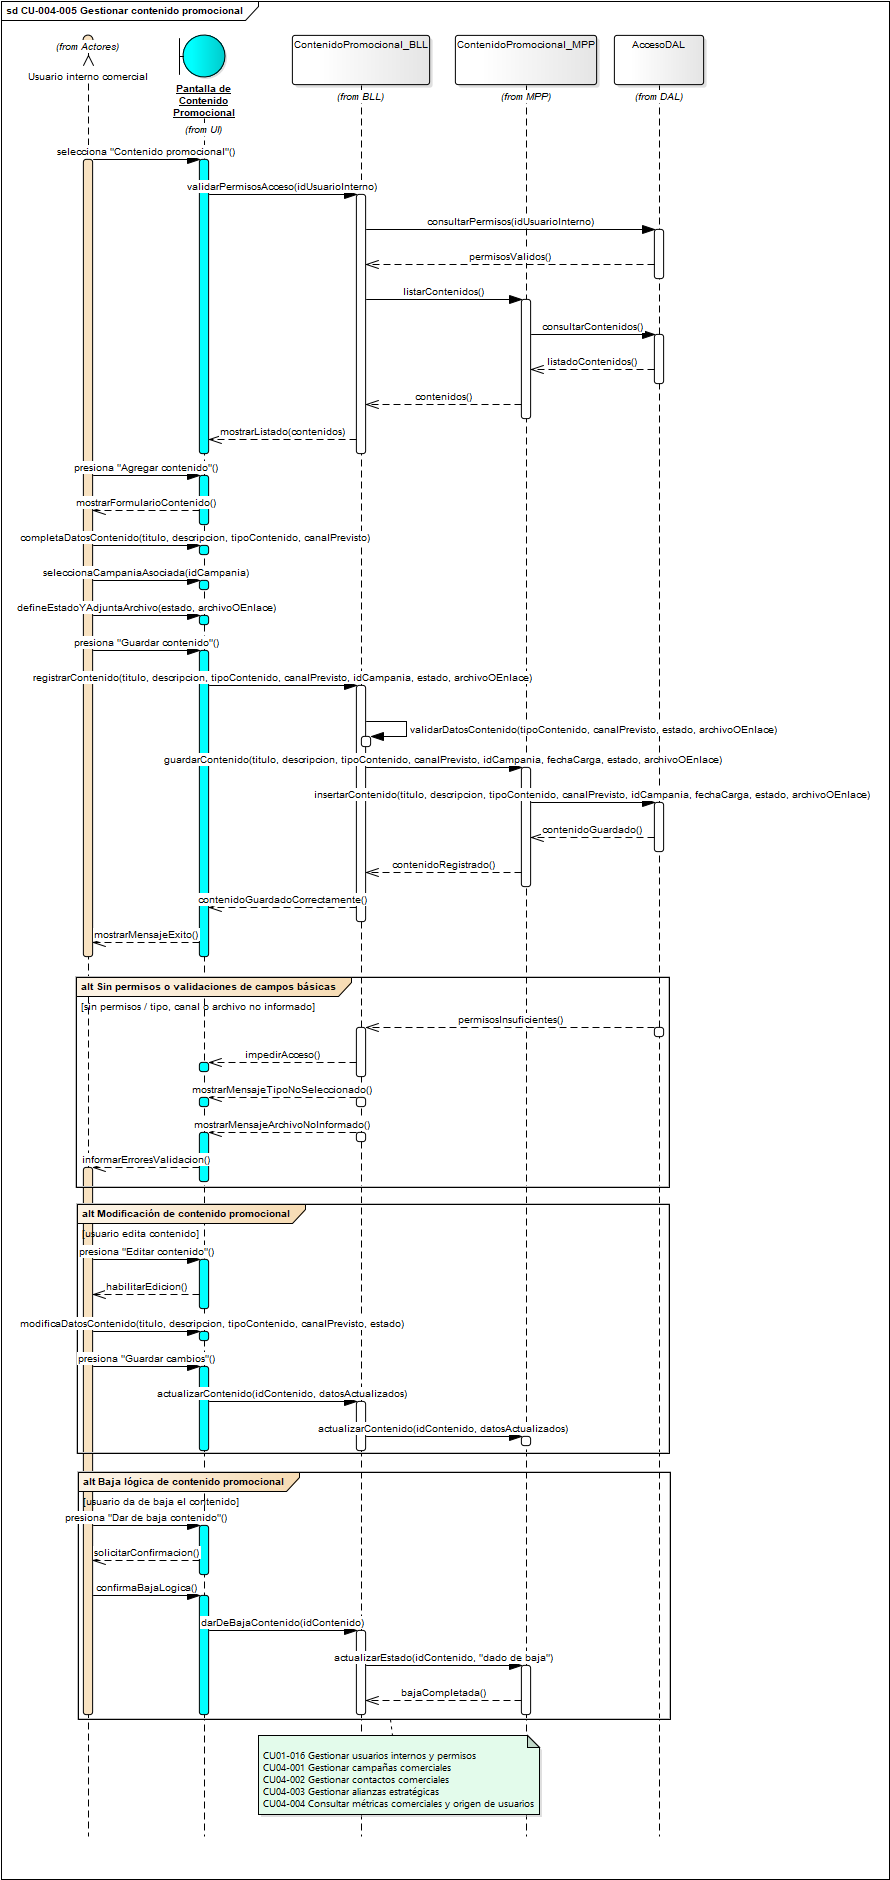 sd CU-004-005 Gestionar contenido promocional
(from Actores)
Usuario interno comercial
Pantalla de
Contenido
Promocional
(from UI)
ContenidoPromocional_BLL
(from BLL)
ContenidoPromocional_MPP
(from MPP)
AccesoDAL
(from DAL)
selecciona "Contenido promocional"()
validarPermisosAcceso(idUsuarioInterno)
consultarPermisos(idUsuarioInterno)
permisosValidos()
listarContenidos()
consultarContenidos()
listadoContenidos()
contenidos()
mostrarListado(contenidos)
presiona "Agregar contenido"()
mostrarFormularioContenido()
completaDatosContenido(titulo, descripcion, tipoContenido, canalPrevisto)
seleccionaCampaniaAsociada(idCampania)
defineEstadoYAdjuntaArchivo(estado, archivoOEnlace)
presiona "Guardar contenido"()
registrarContenido(titulo, descripcion, tipoContenido, canalPrevisto, idCampania, estado, archivoOEnlace)
validarDatosContenido(tipoContenido, canalPrevisto, estado, archivoOEnlace)
guardarContenido(titulo, descripcion, tipoContenido, canalPrevisto, idCampania, fechaCarga, estado, archivoOEnlace)
insertarContenido(titulo, descripcion, tipoContenido, canalPrevisto, idCampania, fechaCarga, estado, archivoOEnlace)
contenidoGuardado()
contenidoRegistrado()
contenidoGuardadoCorrectamente()
mostrarMensajeExito()
alt Sin permisos o validaciones de campos básicas
[sin permisos / tipo, canal o archivo no informado]
permisosInsuficientes()
impedirAcceso()
mostrarMensajeTipoNoSeleccionado()
mostrarMensajeArchivoNoInformado()
informarErroresValidacion()
alt Modificación de contenido promocional
[usuario edita contenido]
presiona "Editar contenido"()
habilitarEdicion()
modificaDatosContenido(titulo, descripcion, tipoContenido, canalPrevisto, estado)
presiona "Guardar cambios"()
actualizarContenido(idContenido, datosActualizados)
actualizarContenido(idContenido, datosActualizados)
alt Baja lógica de contenido promocional
[usuario da de baja el contenido]
presiona "Dar de baja contenido"()
solicitarConfirmacion()
confirmaBajaLogica()
darDeBajaContenido(idContenido)
actualizarEstado(idContenido, "dado de baja")
bajaCompletada()
CU01-016 Gestionar usuarios internos y permisos
CU04-001 Gestionar campañas comerciales
CU04-002 Gestionar contactos comerciales
CU04-003 Gestionar alianzas estratégicas
CU04-004 Consultar métricas comerciales y origen de usuarios